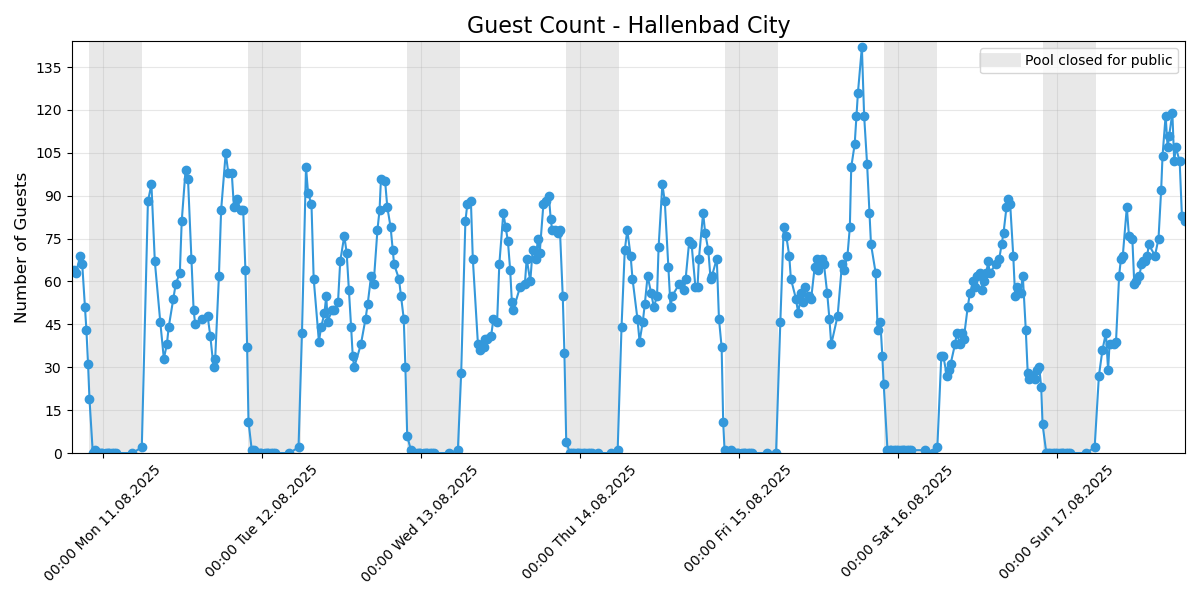 Guest Count - Hallenbad City
Number of Guests
135
120
105
90
75
60
45
30
15
0
Pool closed for public
00:00 Mon 11.08.2025
00:00 Tue 12.08.2025
00:00 Wed 13.08.2025
00:00 Thu 14.08.2025
00:00 Fri 15.08.2025
00:00 Sat 16.08.2025
00:00 Sun 17.08.2025